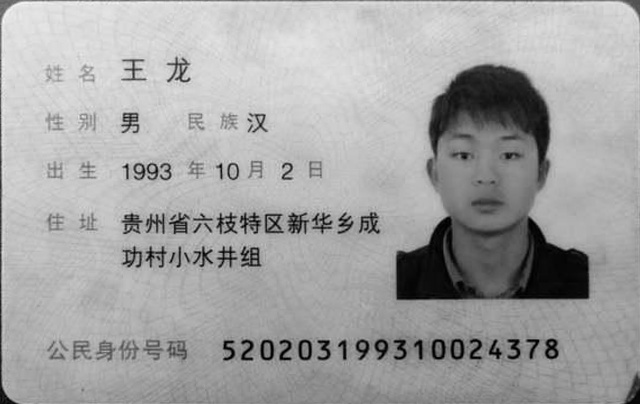 姓名 王龙
性别 男 民族 汉
出生 1993 年 10 月 2 日
住址 贵州省六枝特区新华乡成
功村小水井组
公民身份号码 520203199310024378